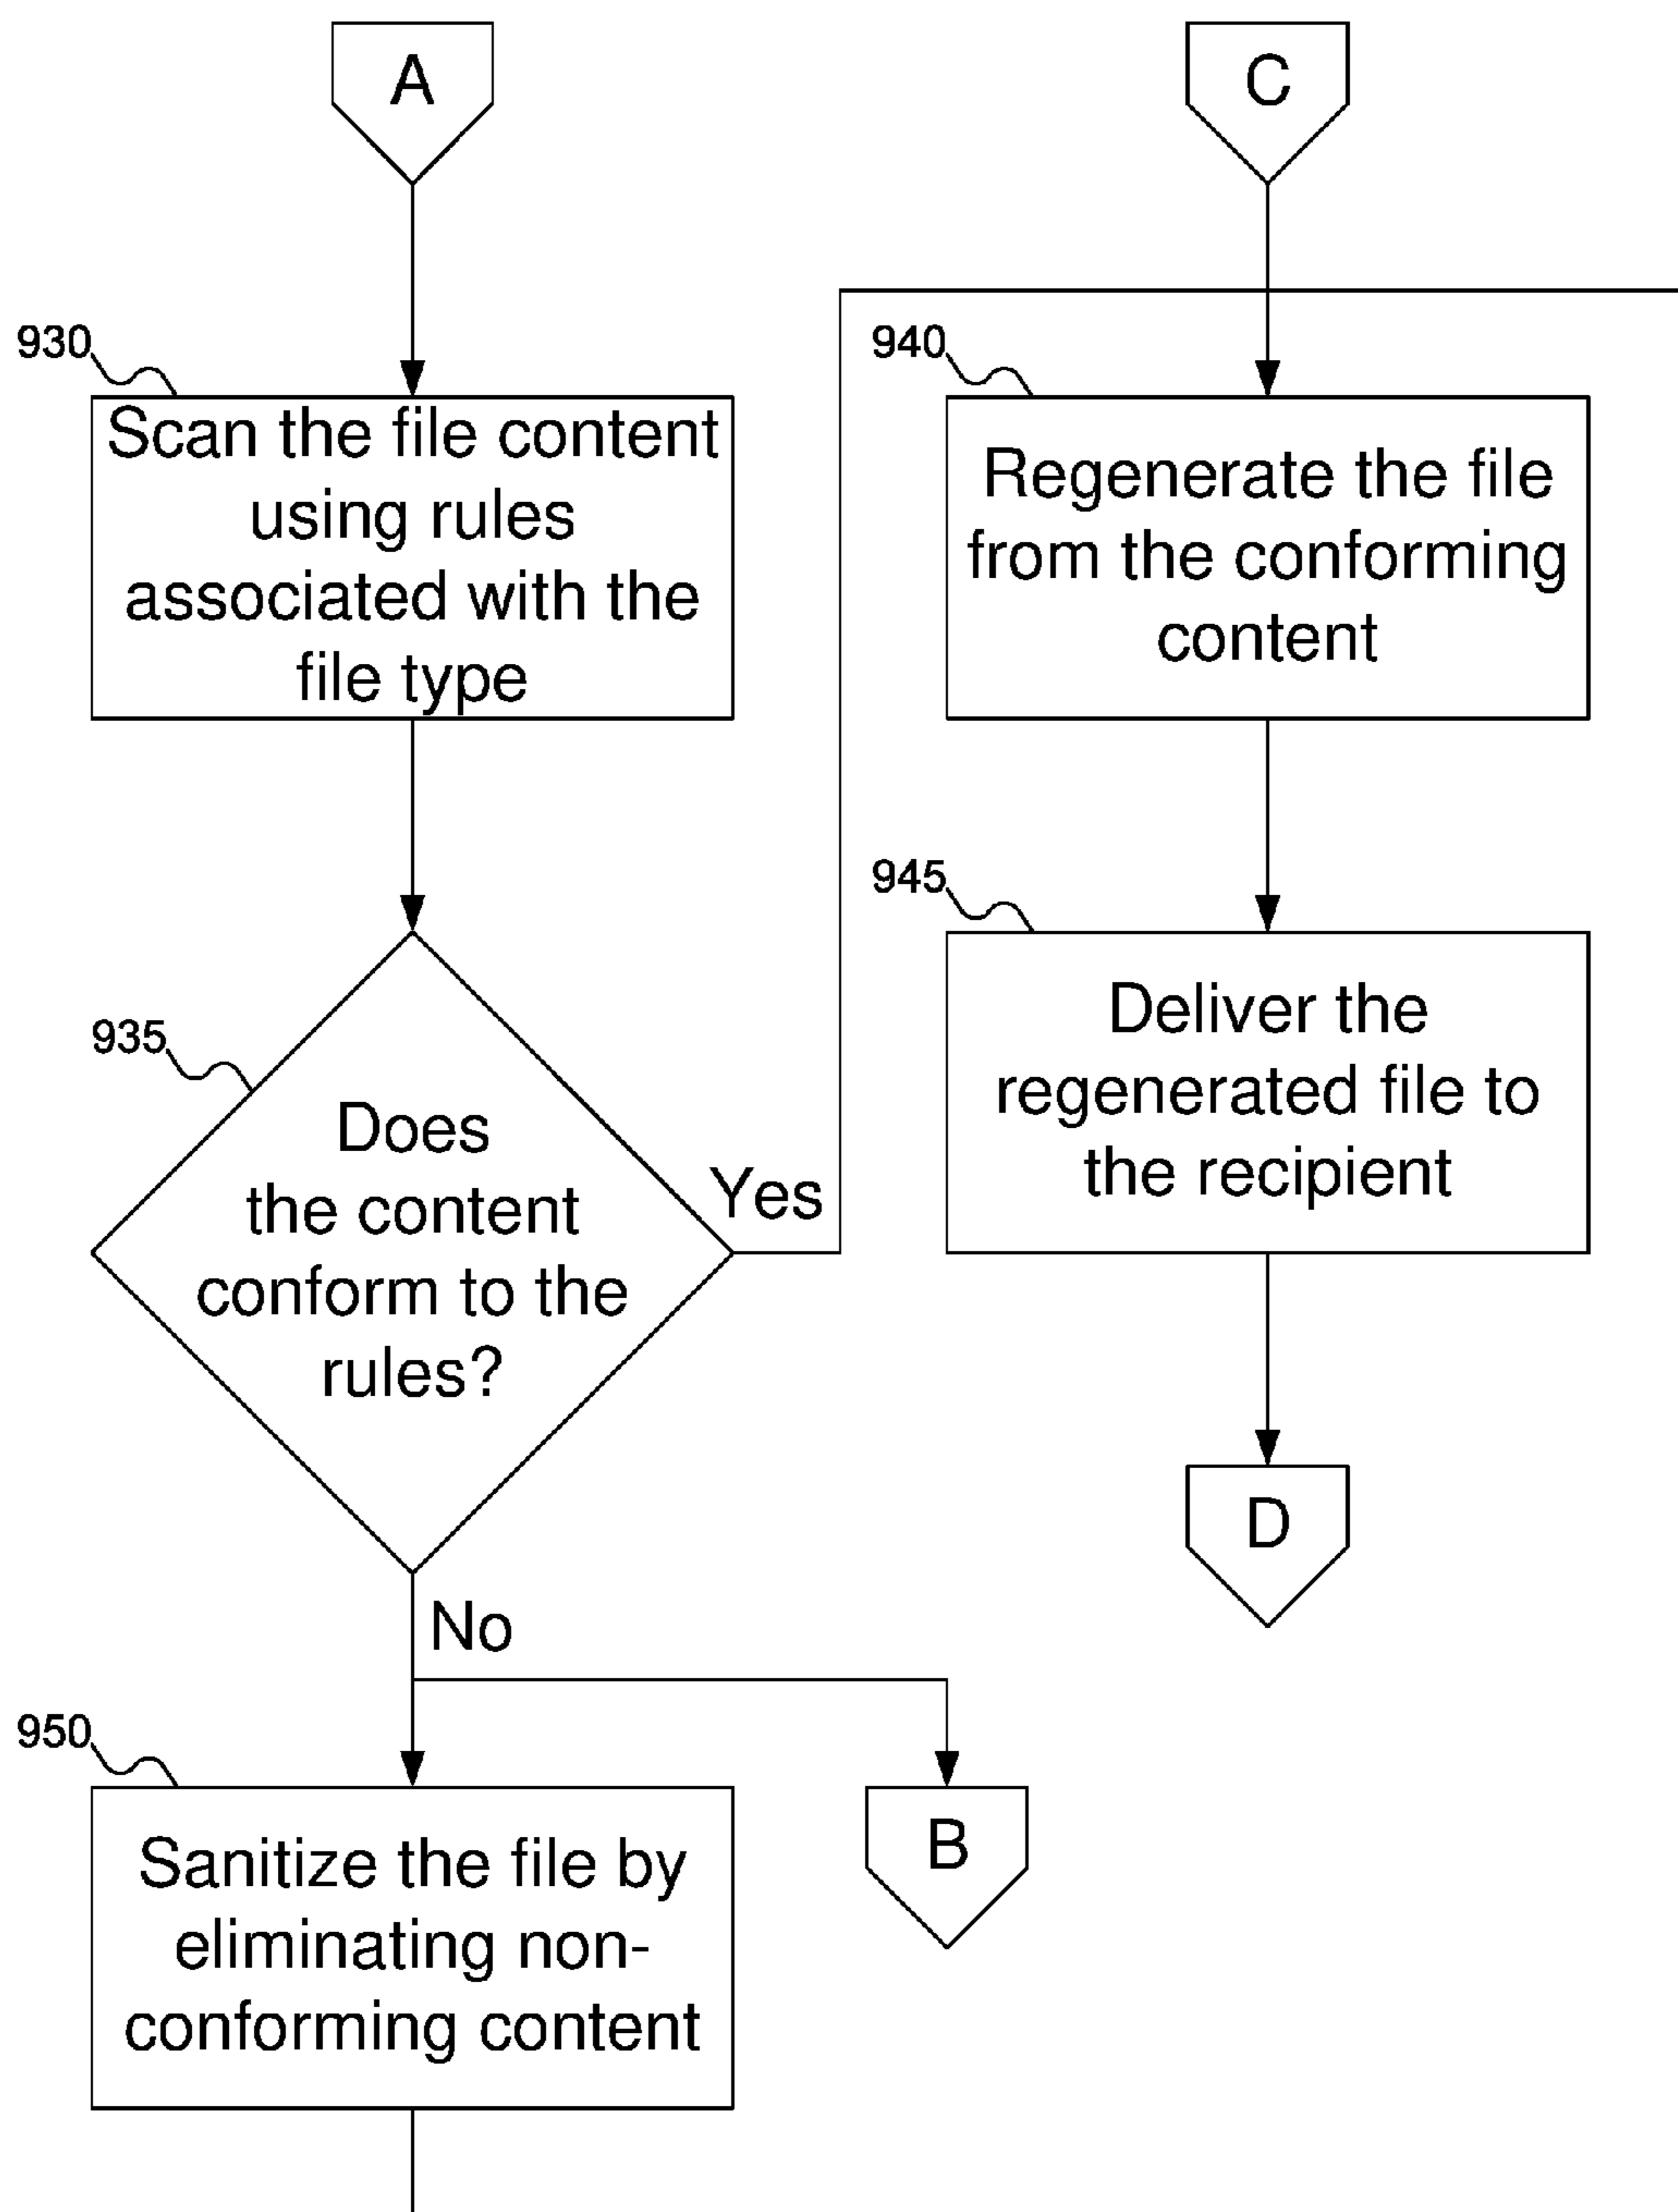 A
930
Scan the file content
using rules
associated with the
file type
935
Does
the content
conform to the
rules?
Yes
No
950
Sanitize the file by
eliminating non-
conforming content
B
C
940
Regenerate the file
from the conforming
content
945
Deliver the
regenerated file to
the recipient
D